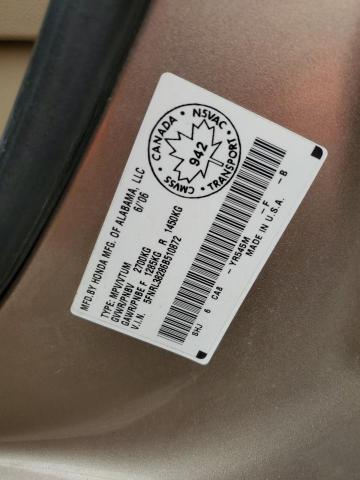 MFD.BY HONDA MFG. OF ALABAMA, LLC
6/06
TYPE: MPV/VTUM
GVWR/PNBV 2700KG
GAWR/PNBE F 1285KG R 1450KG
V.I.N. 5FNRL38286B510872
CANADA
NSVAC
TRANSPORT
CMVSS
942
SHJ 6 CA8 -YR545M -F -B
MADE IN U.S.A.